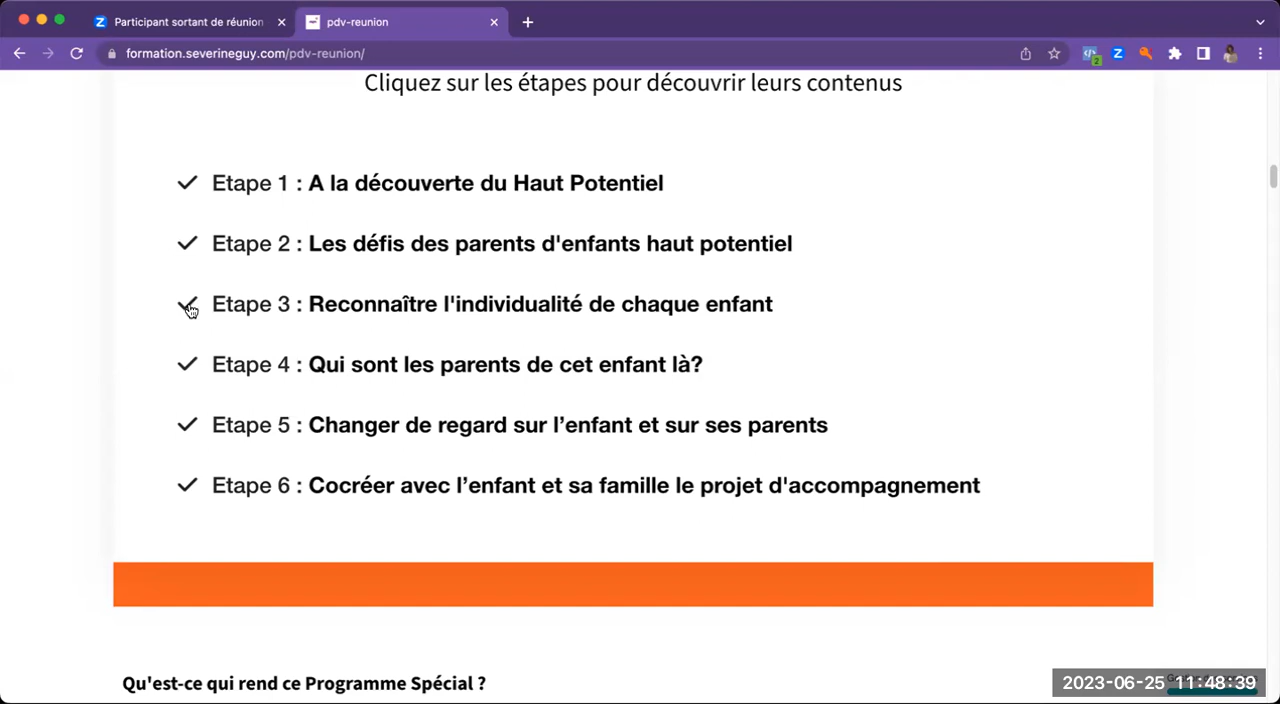 Participant sortant de réunion
pdv-reunion
formation.severineguy.com/pdv-reunion/
2
Cliquez sur les étapes pour découvrir leurs contenus
Etape 1 : A la découverte du Haut Potentiel
Etape 2 : Les défis des parents d'enfants haut potentiel
Etape 3 : Reconnaître l'individualité de chaque enfant
Etape 4 : Qui sont les parents de cet enfant là?
Etape 5 : Changer de regard sur l’enfant et sur ses parents
Etape 6 : Cocréer avec l’enfant et sa famille le projet d'accompagnement
Qu'est-ce qui rend ce Programme Spécial ?
2023-06-25 11:48:39